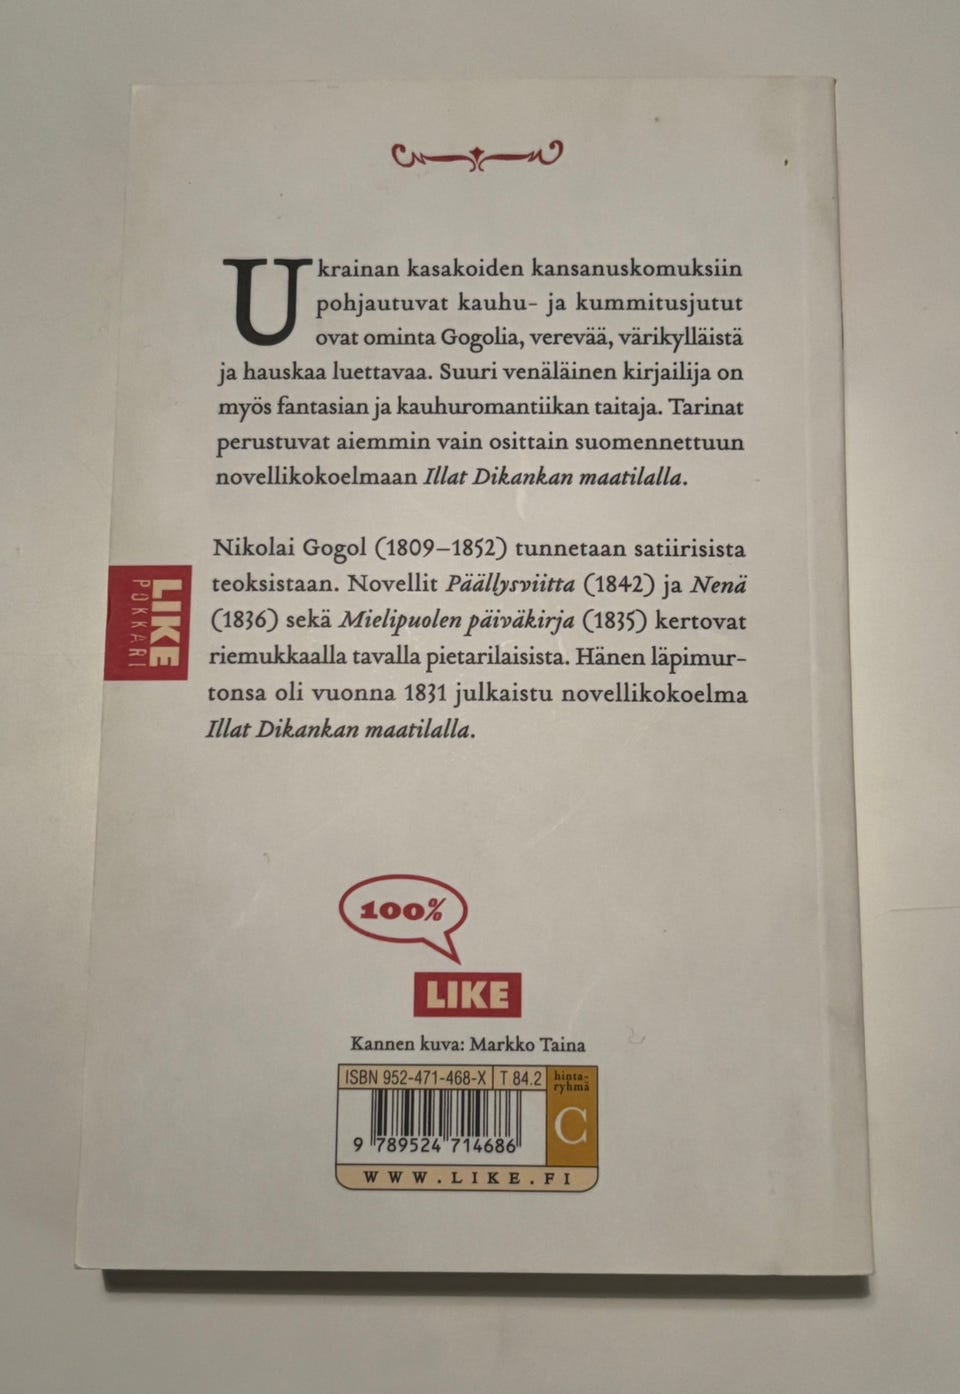 Ukrainan kasakoiden kansanuskomuksiin
pohjautuvat kauhu- ja kummitusjutut
ovat ominta Gogolia, verevää, värikylläistä
ja hauskaa luettavaa. Suuri venäläinen kirjailija on
myös fantasian ja kauhuromantiikan taitaja. Tarinat
perustuvat aiemmin vain osittain suomennettuun
novellikokoelmaan Illat Dikankan maatilalla.
Nikolai Gogol (1809–1852) tunnetaan satiirisista
teoksistaan. Novellit Päällysviitta (1842) ja Nenä
(1836) sekä Mielipuolen päiväkirja (1835) kertovat
riemukkaalla tavalla pietarilaisista. Hänen läpimur-
tonsa oli vuonna 1831 julkaistu novellikokoelma
Illat Dikankan maatilalla.
LIKE
POKKARI
100%
LIKE
Kannen kuva: Markko Taina
ISBN 952-471-468-X T 84.2
hinta-
ryhmä
C
9 789524 714686
WWW.LIKE.FI